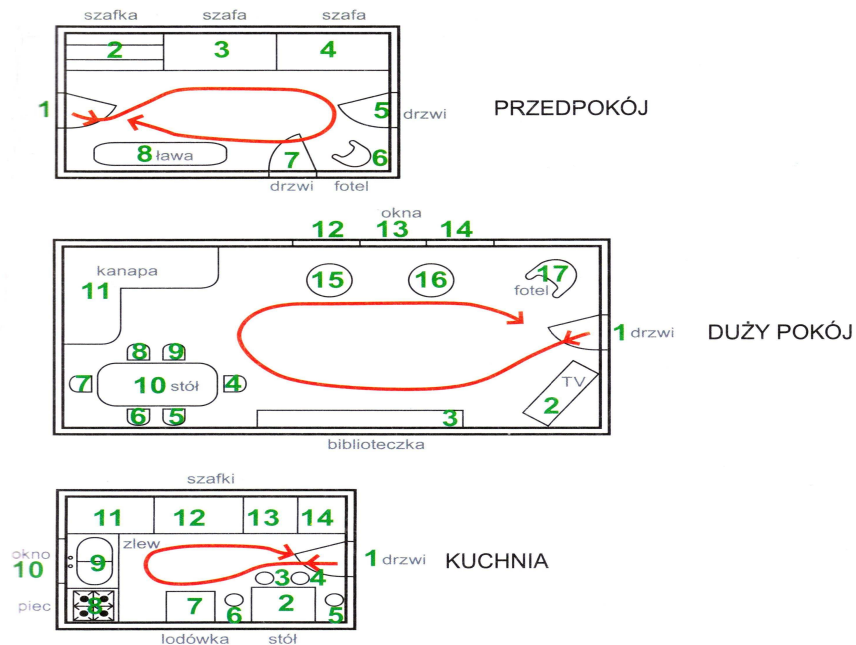 szafka szafa szafa
2 3 4
1 5 drzwi PRZEDPOKÓJ
8 ława 7 6
drzwi fotel
okna
12 13 14
kanapa
11 15 16 17
fotel
1 drzwi DUŻY POKÓJ
8 9
7 10 stół 4 TV
6 5 3 2
biblioteczka
szafki
11 12 13 14
zlew
okno 9 1 drzwi KUCHNIA
10 3 4
piec 8 7 6 2 5
lodówka stół